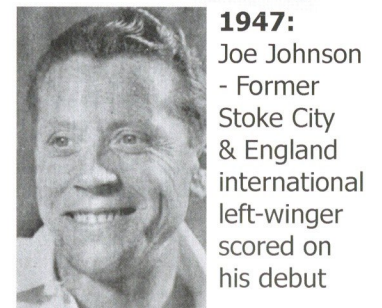 1947:
Joe Johnson
- Former
Stoke City
& England
international
left-winger
scored on
his debut